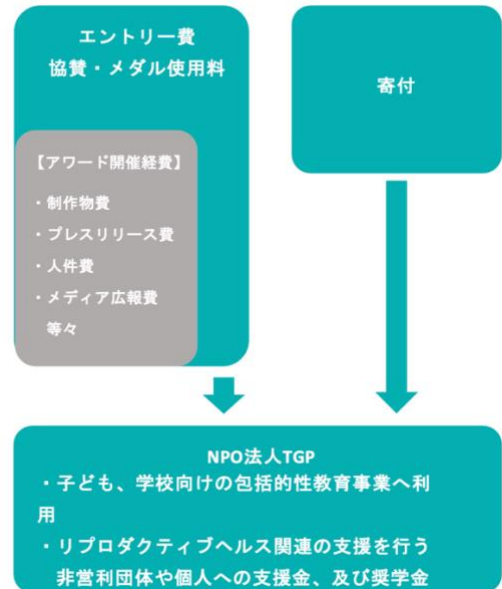 エントリー費
協賛・メダル使用料
【アワード開催経費】
・制作物費
・プレスリリース費
・人件費
・メディア広報費
等々
寄付
NPO法人TGP
・子ども、学校向けの包括的性教育事業へ利
用
・リプロダクティブヘルス関連の支援を行う
非営利団体や個人への支援金、及び奨学金